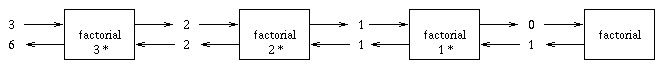 3 2 1 0
factorial factorial factorial factorial
6 3 * 2 2 * 1 1 * 1